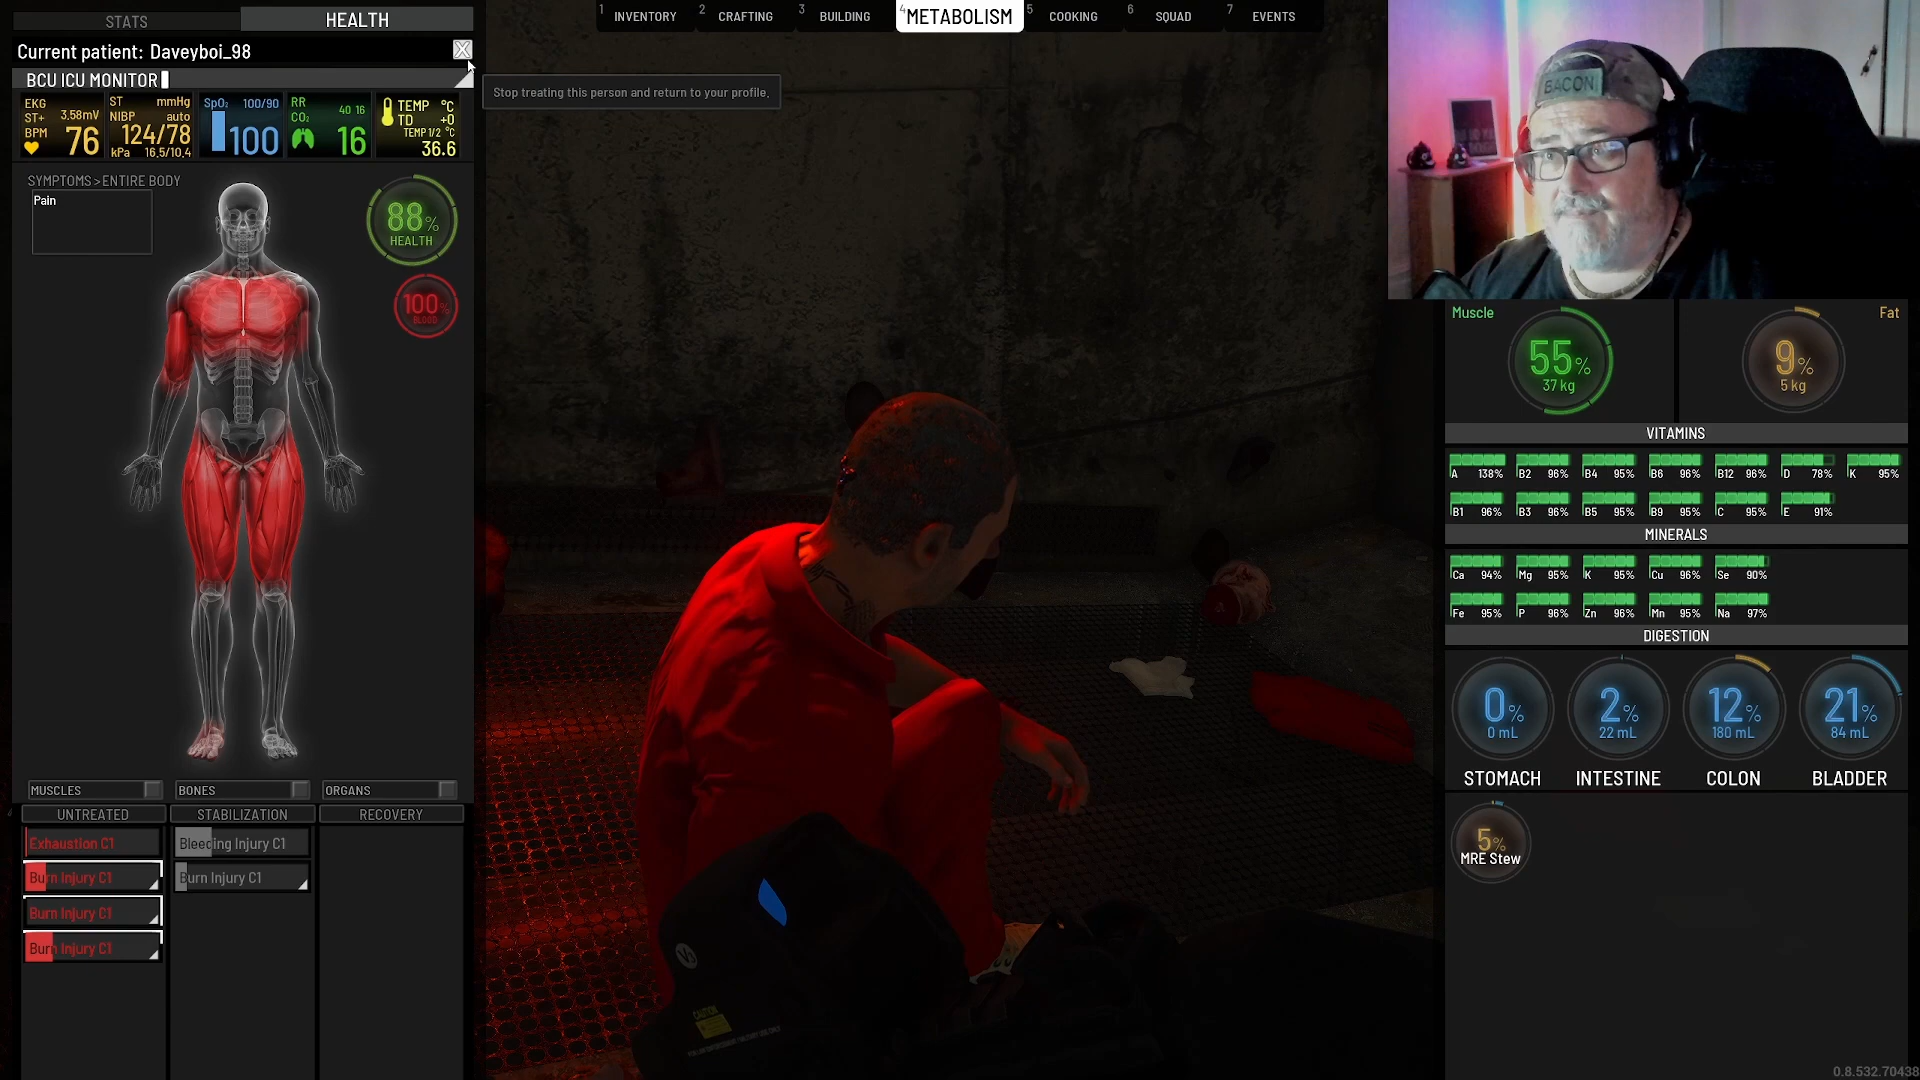 STATS
HEALTH
1 INVENTORY
2 CRAFTING
3 BUILDING
4 METABOLISM
5 COOKING
6 SQUAD
7 EVENTS
Current patient: Daveyboi_98
X
BCU ICU MONITOR
Stop treating this person and return to your profile.
EKG
ST+ 3.58mV
BPM 76
ST mmHg
NIBP auto
124/78
kPa 16.5/10.4
SpO₂ 100/90
100
RR 40 16
CO₂
16
TEMP °C
TD +0
TEMP 1/2 °C
36.6
BACON
SYMPTOMS>ENTIRE BODY
Pain
88%
HEALTH
100%
BLOOD
Muscle
55%
37 kg
Fat
9%
5 kg
VITAMINS
A 138% B2 96% B4 95% B6 96% B12 96% D 78% K 95%
B1 96% B3 96% B5 95% B9 95% C 95% E 91%
MINERALS
Ca 94% Mg 95% K 95% Cu 96% Se 90%
Fe 95% P 96% Zn 96% Mn 95% Na 97%
DIGESTION
0%
0 mL
STOMACH
2%
22 mL
INTESTINE
12%
180 mL
COLON
21%
84 mL
BLADDER
5%
MRE Stew
MUSCLES
BONES
ORGANS
UNTREATED
STABILIZATION
RECOVERY
Exhaustion C1
Burn Injury C1
Burn Injury C1
Burn Injury C1
Bleeding Injury C1
Burn Injury C1
V3
CAUTION
0.8.532.70438